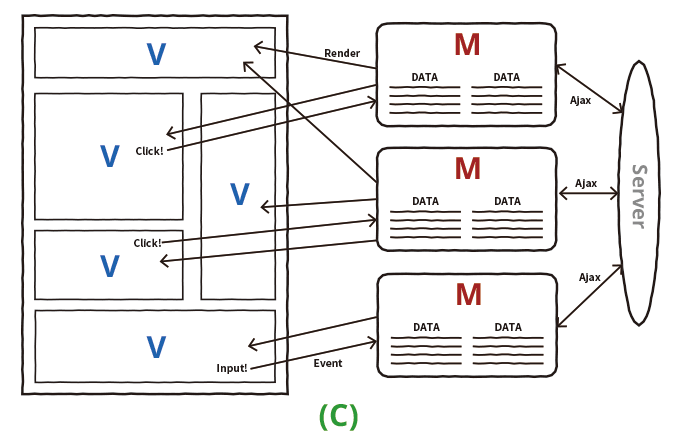 V
Render
M
DATA DATA
Ajax
V
Click!
V
M
DATA DATA
Ajax
Server
Click!
V
M
DATA DATA
Ajax
V
Input!
Event
(C)